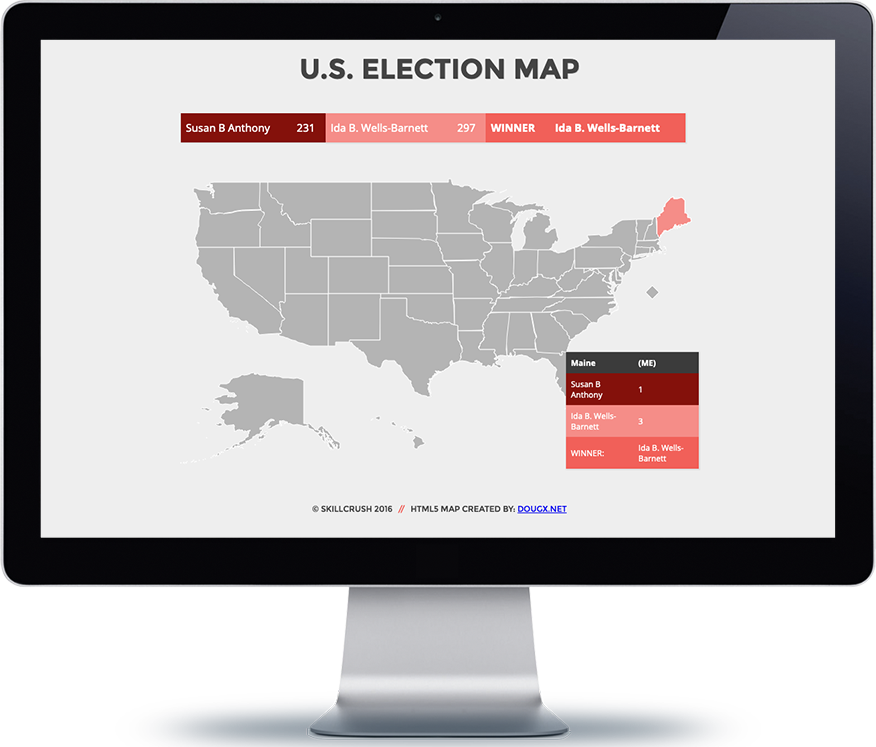 U.S. ELECTION MAP
Susan B Anthony 231 Ida B. Wells-Barnett 297 WINNER Ida B. Wells-Barnett
Maine (ME)
Susan B
Anthony 1
Ida B. Wells-
Barnett 3
WINNER: Ida B. Wells-
Barnett
© SKILLCRUSH 2016 // HTML5 MAP CREATED BY: DOUGX.NET